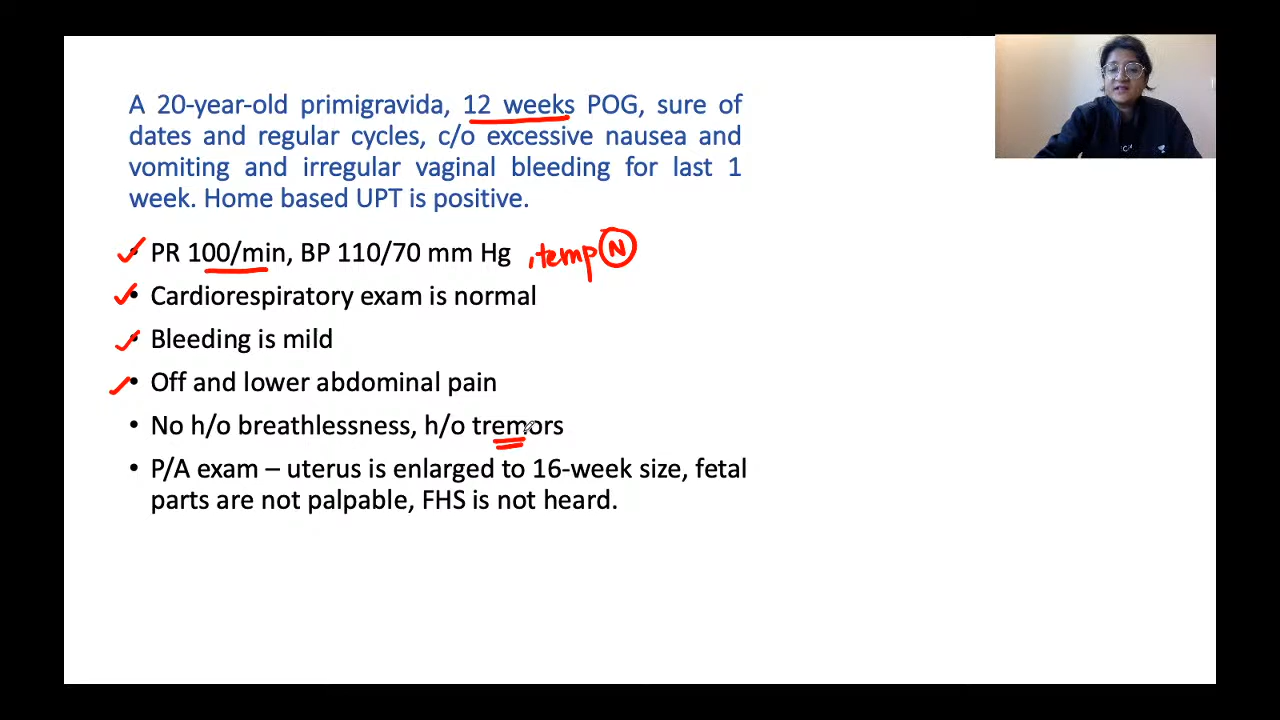 A 20-year-old primigravida, 12 weeks POG, sure of
dates and regular cycles, c/o excessive nausea and
vomiting and irregular vaginal bleeding for last 1
week. Home based UPT is positive.
• PR 100/min, BP 110/70 mm Hg , temp N
• Cardiorespiratory exam is normal
• Bleeding is mild
• Off and lower abdominal pain
• No h/o breathlessness, h/o tremors
• P/A exam – uterus is enlarged to 16-week size, fetal
parts are not palpable, FHS is not heard.